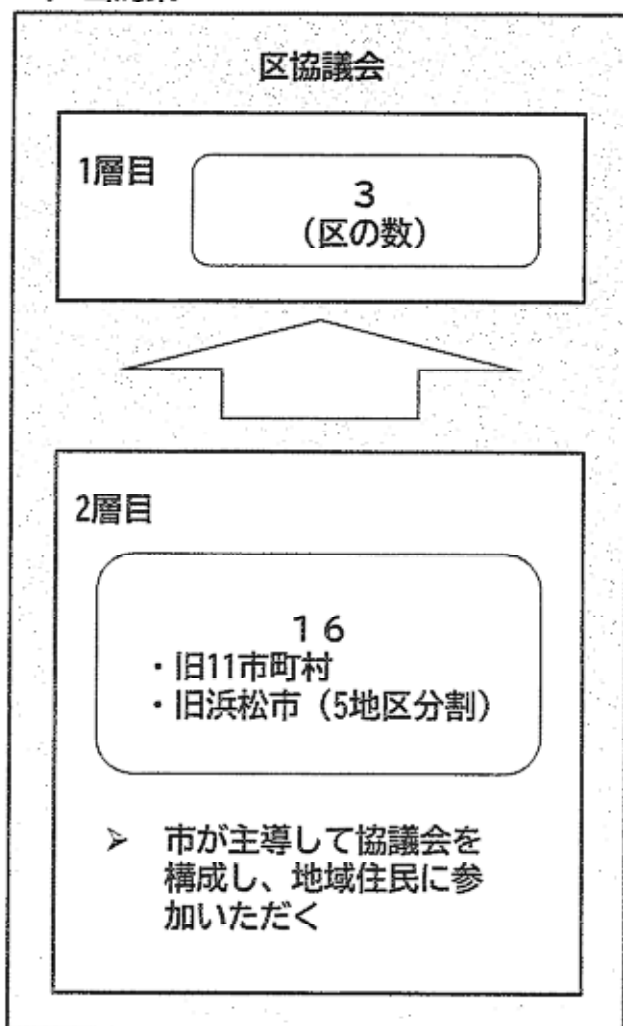 区協議会
1層目
3
（区の数）
2層目
１６
・旧11市町村
・旧浜松市（5地区分割）
➢ 市が主導して協議会を
構成し、地域住民に参
加いただく